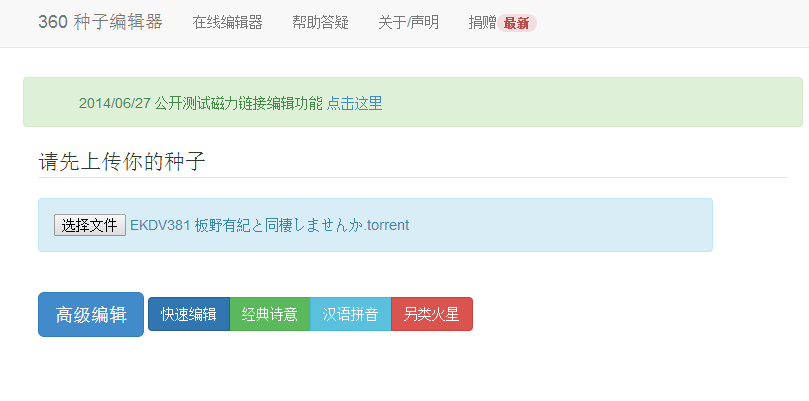 360 种子编辑器 在线编辑器 帮助答疑 关于/声明 捐赠 最新
2014/06/27 公开测试磁力链接编辑功能 点击这里
请先上传你的种子
选择文件 EKDV381 板野有紀と同棲しませんか.torrent
高级编辑 快速编辑 经典诗意 汉语拼音 另类火星